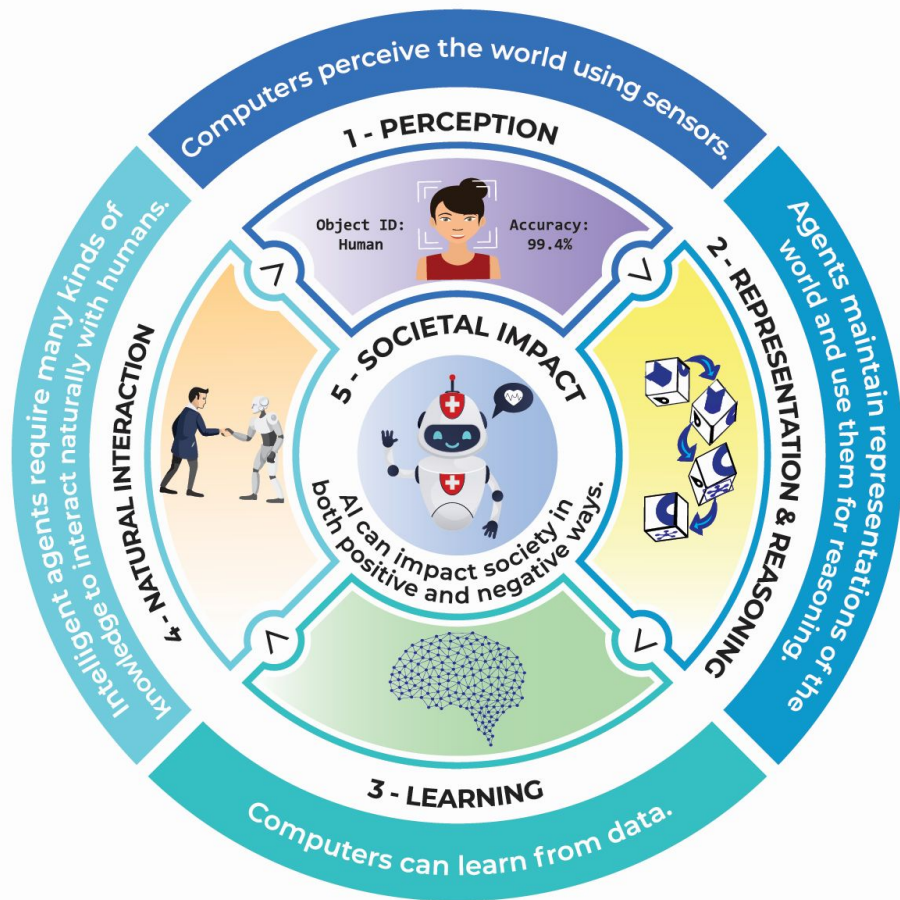 Computers perceive the world using sensors.
1 - PERCEPTION
Object ID:
Human
Accuracy:
99.4%
Agents maintain representations of the
world and use them for reasoning.
2 - REPRESENTATION & REASONING
3 - LEARNING
Computers can learn from data.
Intelligent agents require many kinds of
knowledge to interact naturally with humans.
4 - NATURAL INTERACTION
5 - SOCIETAL IMPACT
AI can impact society in
both positive and negative ways.